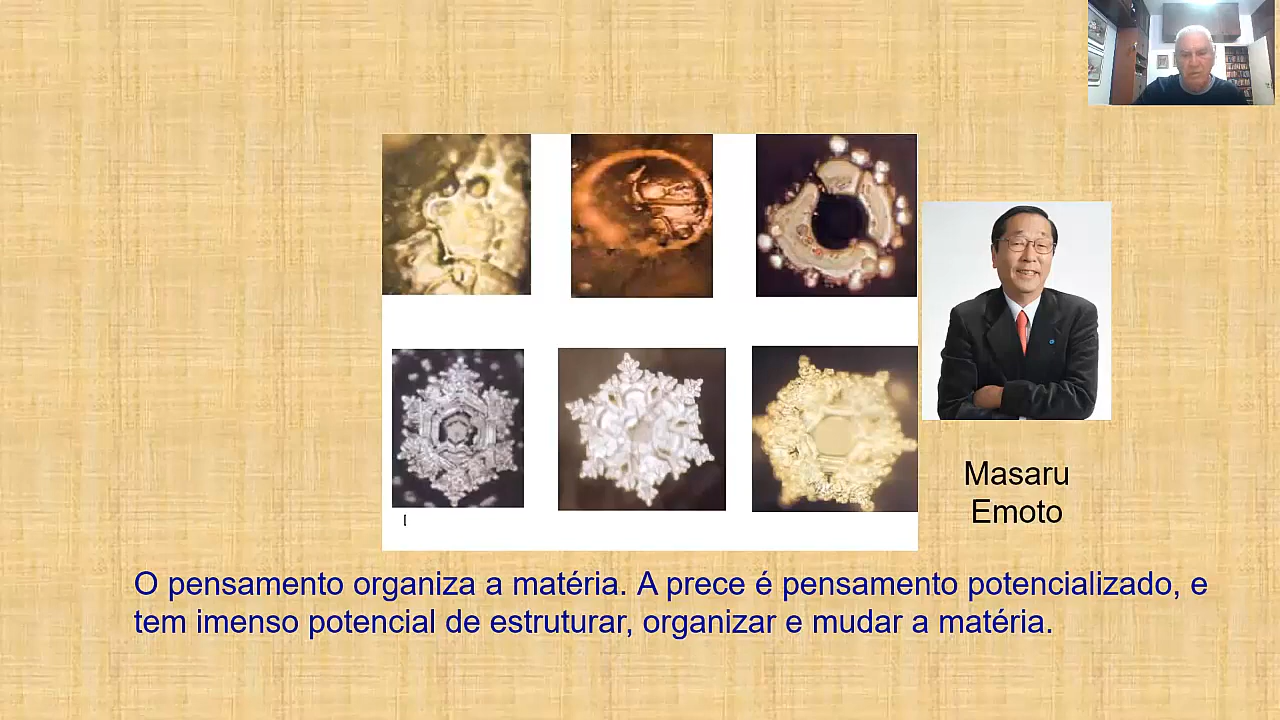 Masaru
Emoto
O pensamento organiza a matéria. A prece é pensamento potencializado, e
tem imenso potencial de estruturar, organizar e mudar a matéria.